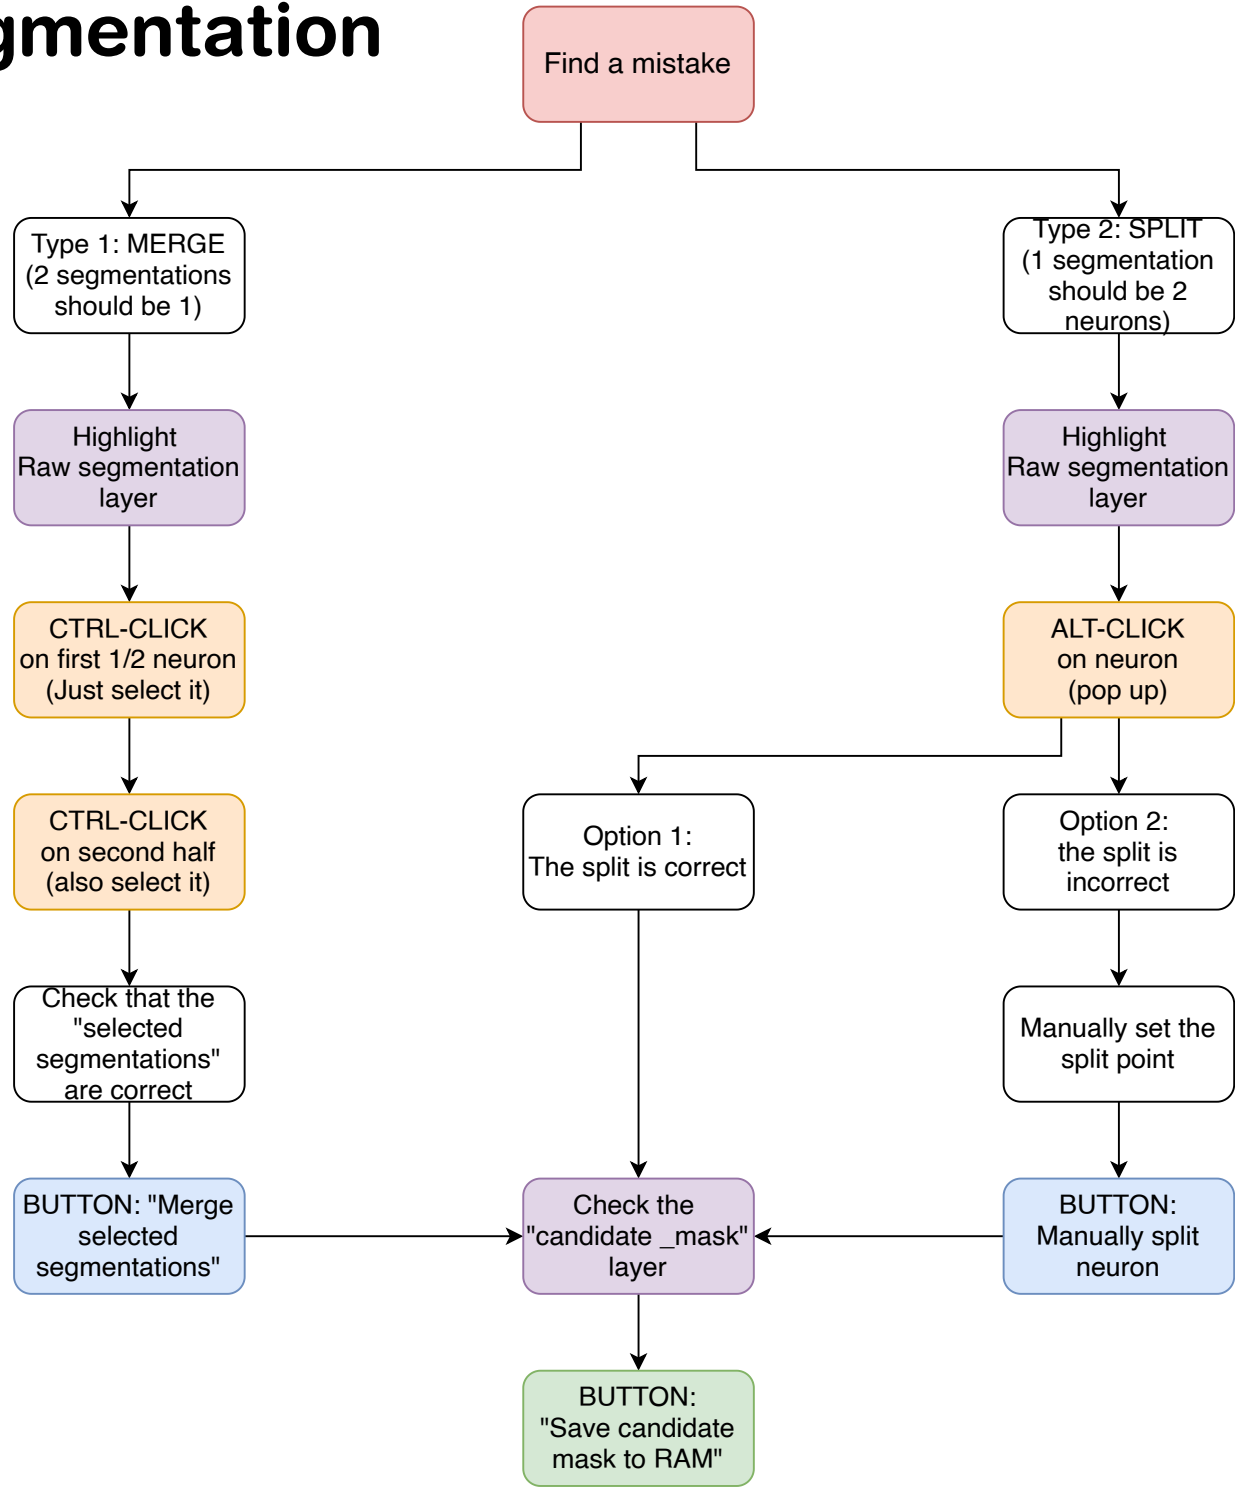 gmentation
Find a mistake
Type 1: MERGE
(2 segmentations
should be 1)
Type 2: SPLIT
(1 segmentation
should be 2
neurons)
Highlight
Raw segmentation
layer
Highlight
Raw segmentation
layer
CTRL-CLICK
on first 1/2 neuron
(Just select it)
ALT-CLICK
on neuron
(pop up)
CTRL-CLICK
on second half
(also select it)
Option 1:
The split is correct
Option 2:
the split is
incorrect
Check that the
"selected
segmentations"
are correct
Manually set the
split point
BUTTON: "Merge
selected
segmentations"
Check the
"candidate _mask"
layer
BUTTON:
Manually split
neuron
BUTTON:
"Save candidate
mask to RAM"